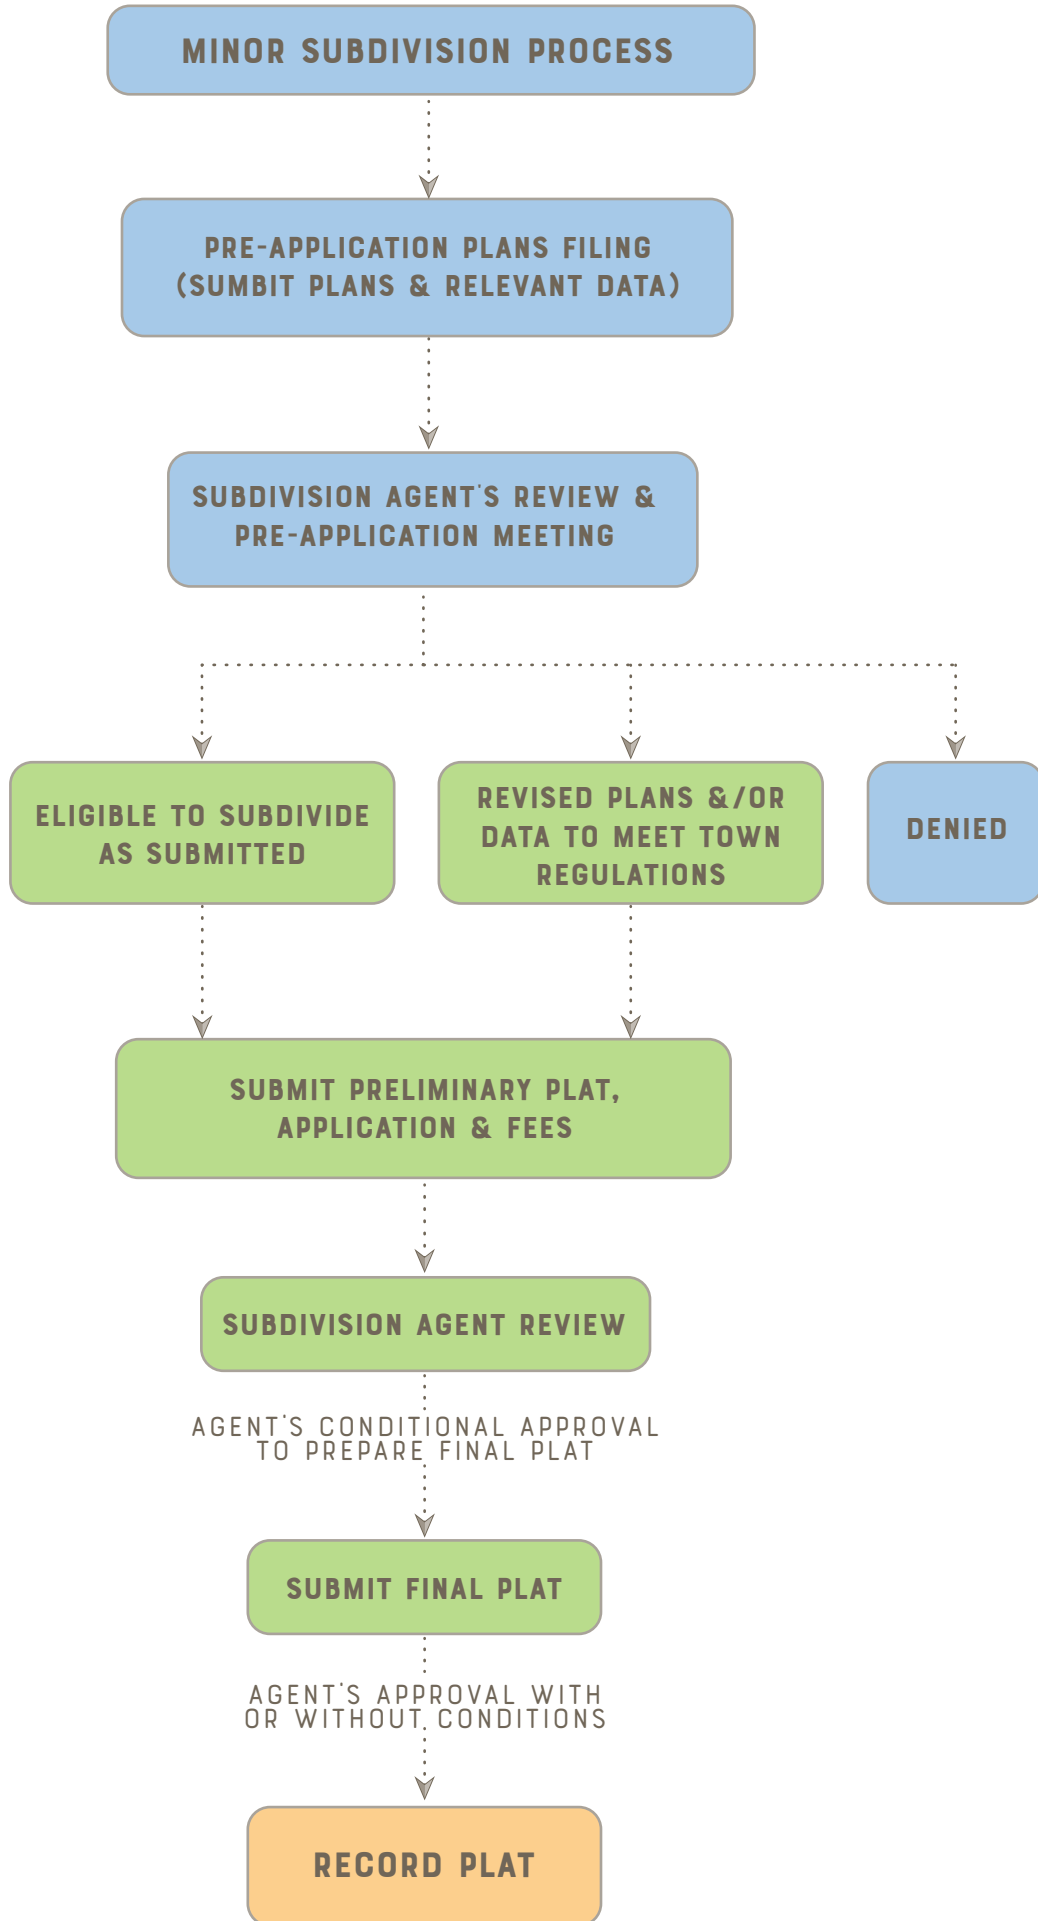 MINOR SUBDIVISION PROCESS
PRE-APPLICATION PLANS FILING
(SUMBIT PLANS & RELEVANT DATA)
SUBDIVISION AGENT'S REVIEW &
PRE-APPLICATION MEETING
ELIGIBLE TO SUBDIVIDE
AS SUBMITTED
REVISED PLANS &/OR
DATA TO MEET TOWN
REGULATIONS
DENIED
SUBMIT PRELIMINARY PLAT,
APPLICATION & FEES
SUBDIVISION AGENT REVIEW
AGENT'S CONDITIONAL APPROVAL
TO PREPARE FINAL PLAT
SUBMIT FINAL PLAT
AGENT'S APPROVAL WITH
OR WITHOUT CONDITIONS
RECORD PLAT